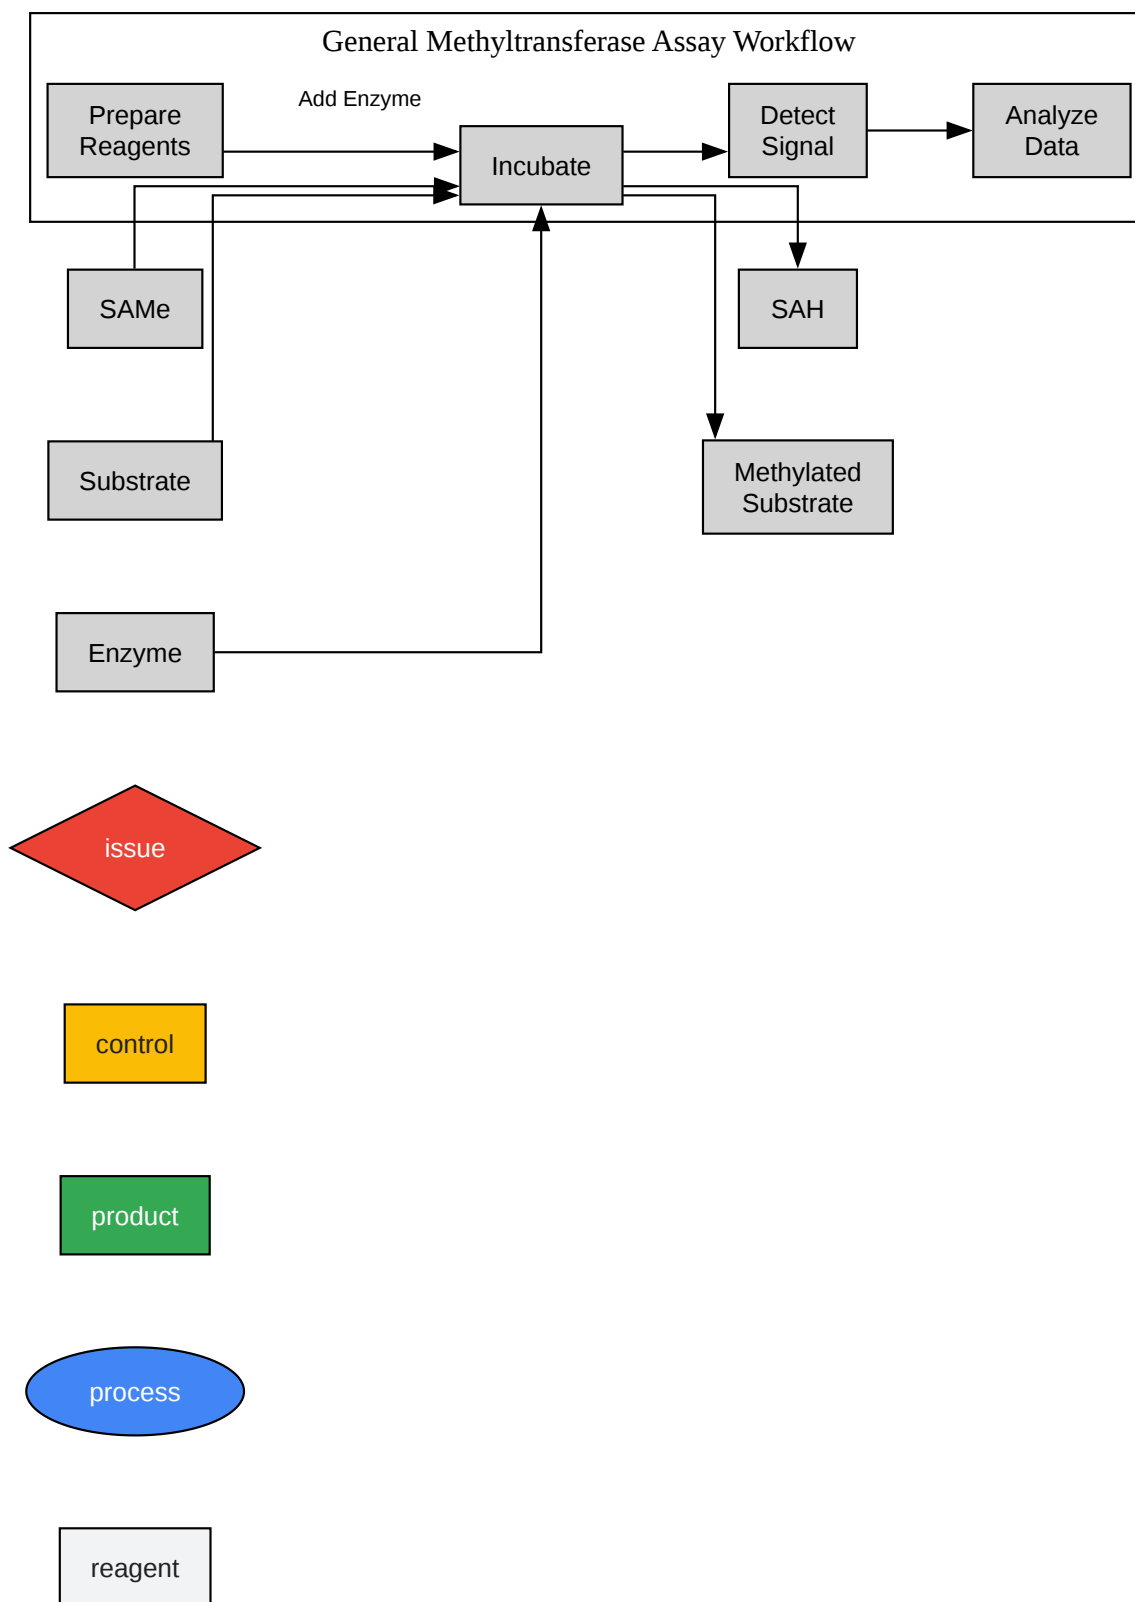 General Methyltransferase Assay Workflow
Prepare
Reagents
Add Enzyme
Incubate
Detect
Signal
Analyze
Data
SAMe
SAH
Substrate
Methylated
Substrate
Enzyme
issue
control
product
process
reagent